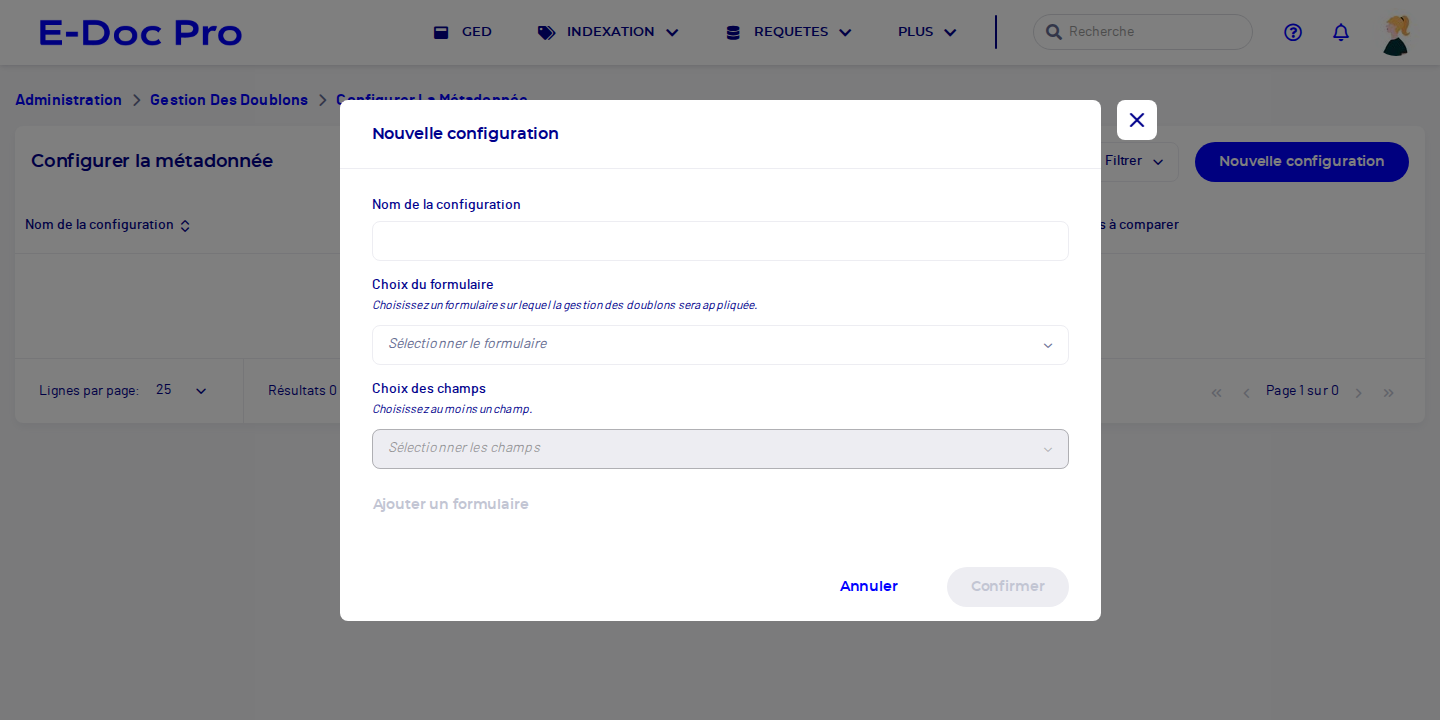 E-Doc Pro
GED
INDEXATION
REQUETES
PLUS
Recherche
Administration
Gestion Des Doublons
Configurer La Métadonnée
Nouvelle configuration
Configurer la métadonnée
Filtrer
Nouvelle configuration
Nom de la configuration
Nom de la configuration
à comparer
Choix du formulaire
Choisissez un formulaire sur lequel la gestion des doublons sera appliquée.
Sélectionner le formulaire
Choix des champs
Lignes par page:
25
Résultats 0
Page 1 sur 0
Choisissez au moins un champ.
Sélectionner les champs
Ajouter un formulaire
Annuler
Confirmer